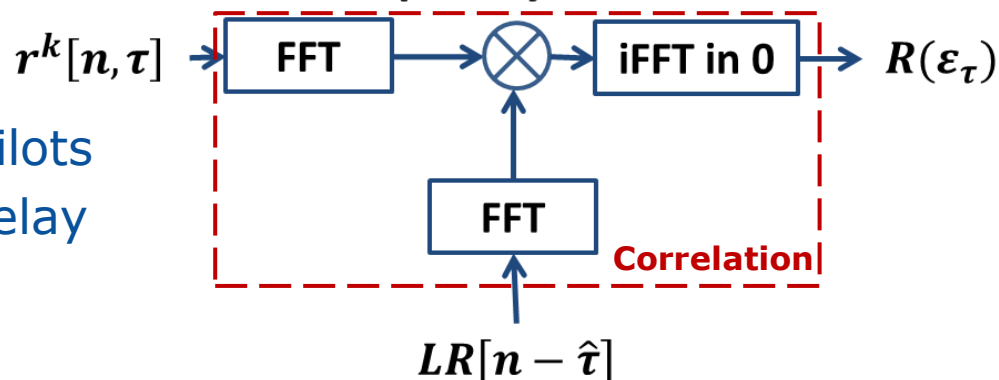 r^k[n, τ] FFT iFFT in 0 R(ε_τ)
ilots
elay
FFT
Correlation
LR[n − τ̂]